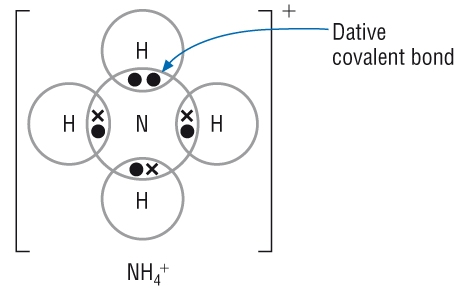 +
Dative
covalent bond
H
H N H
H
NH₄⁺